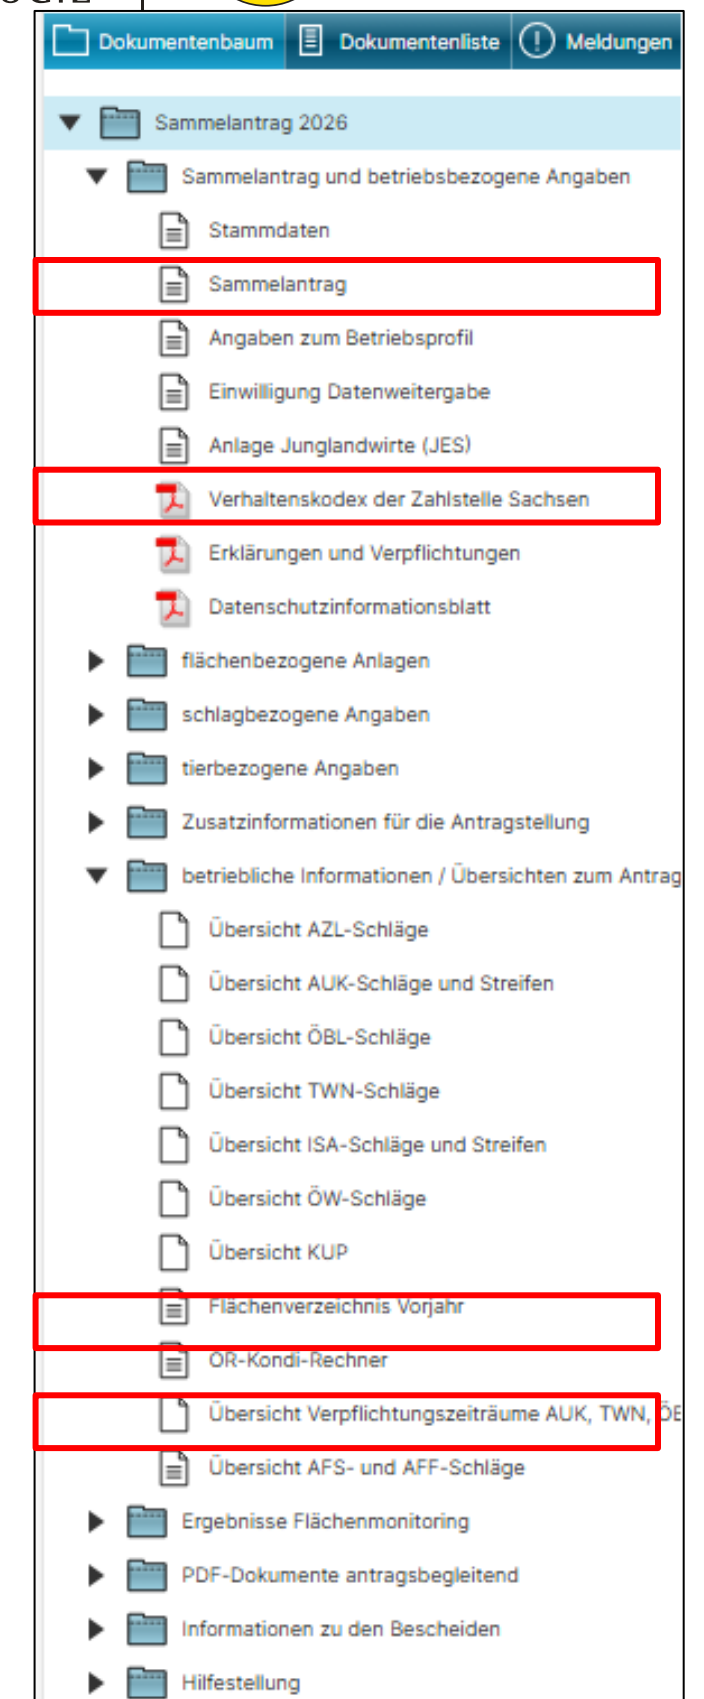 Dokumentenbaum Dokumentenliste Meldungen
Sammelantrag 2026
Sammelantrag und betriebsbezogene Angaben
Stammdaten
Sammelantrag
Angaben zum Betriebsprofil
Einwilligung Datenweitergabe
Anlage Junglandwirte (JES)
Verhaltenskodex der Zahlstelle Sachsen
Erklärungen und Verpflichtungen
Datenschutzinformationsblatt
flächenbezogene Anlagen
schlagbezogene Angaben
tierbezogene Angaben
Zusatzinformationen für die Antragstellung
betriebliche Informationen / Übersichten zum Antrag
Übersicht AZL-Schläge
Übersicht AUK-Schläge und Streifen
Übersicht ÖBL-Schläge
Übersicht TWN-Schläge
Übersicht ISA-Schläge und Streifen
Übersicht ÖW-Schläge
Übersicht KUP
Flächenverzeichnis Vorjahr
ÖR-Kondi-Rechner
Übersicht Verpflichtungszeiträume AUK, TWN,
Übersicht AFS- und AFF-Schläge
Ergebnisse Flächenmonitoring
PDF-Dokumente antragsbegleitend
Informationen zu den Bescheiden
Hilfestellung